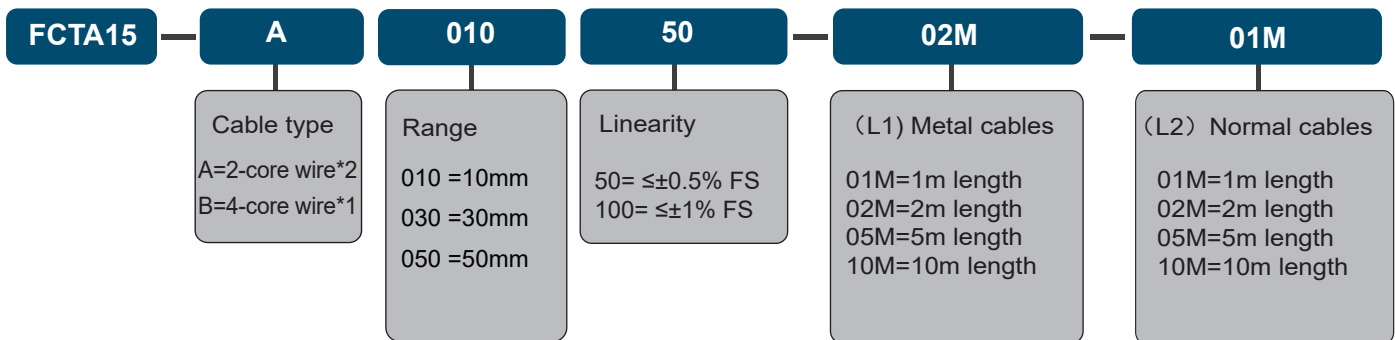 FCTA15 — A 010 50 — 02M — 01M
Cable type
A=2-core wire*2
B=4-core wire*1
Range
010 =10mm
030 =30mm
050 =50mm
Linearity
50= ≤±0.5% FS
100= ≤±1% FS
（L1) Metal cables
01M=1m length
02M=2m length
05M=5m length
10M=10m length
（L2）Normal cables
01M=1m length
02M=2m length
05M=5m length
10M=10m length